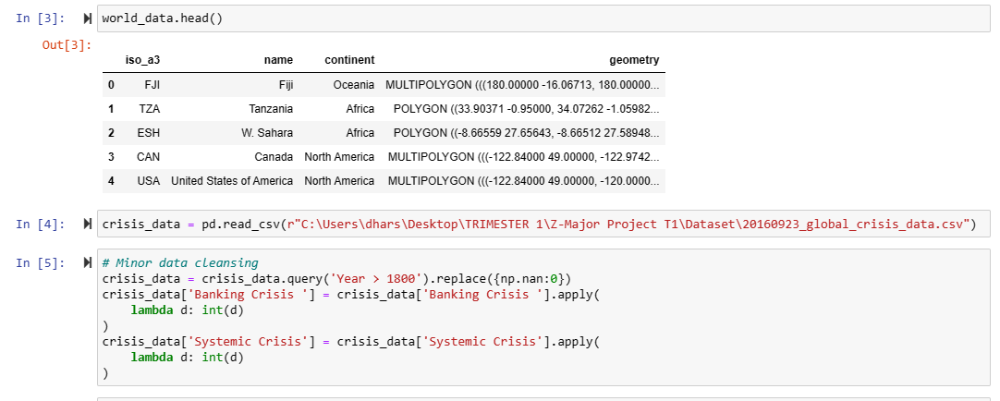 In [3]: world_data.head()
Out[3]:
iso_a3 name continent geometry
0 FJI Fiji Oceania MULTIPOLYGON (((180.00000 -16.06713, 180.00000...
1 TZA Tanzania Africa POLYGON ((33.90371 -0.95000, 34.07262 -1.05982...
2 ESH W. Sahara Africa POLYGON ((-8.66559 27.65643, -8.66512 27.58948...
3 CAN Canada North America MULTIPOLYGON (((-122.84000 49.00000, -122.9742...
4 USA United States of America North America MULTIPOLYGON (((-122.84000 49.00000, -120.0000...
In [4]: crisis_data = pd.read_csv(r"C:\Users\dhars\Desktop\TRIMESTER 1\Z-Major Project T1\Dataset\20160923_global_crisis_data.csv")
In [5]: # Minor data cleansing
crisis_data = crisis_data.query('Year > 1800').replace({np.nan:0})
crisis_data['Banking Crisis '] = crisis_data['Banking Crisis '].apply(
    lambda d: int(d)
)
crisis_data['Systemic Crisis'] = crisis_data['Systemic Crisis'].apply(
    lambda d: int(d)
)